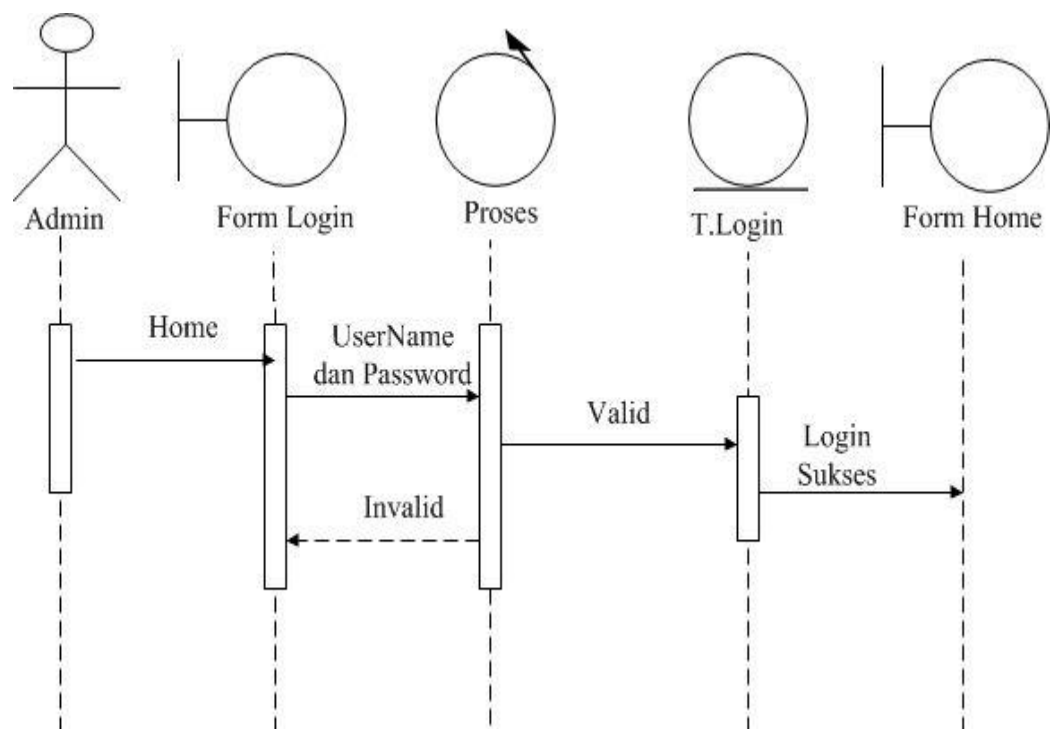 Admin
Form Login
Proses
T.Login
Form Home
Home
UserName
dan Password
Valid
Login
Sukses
Invalid